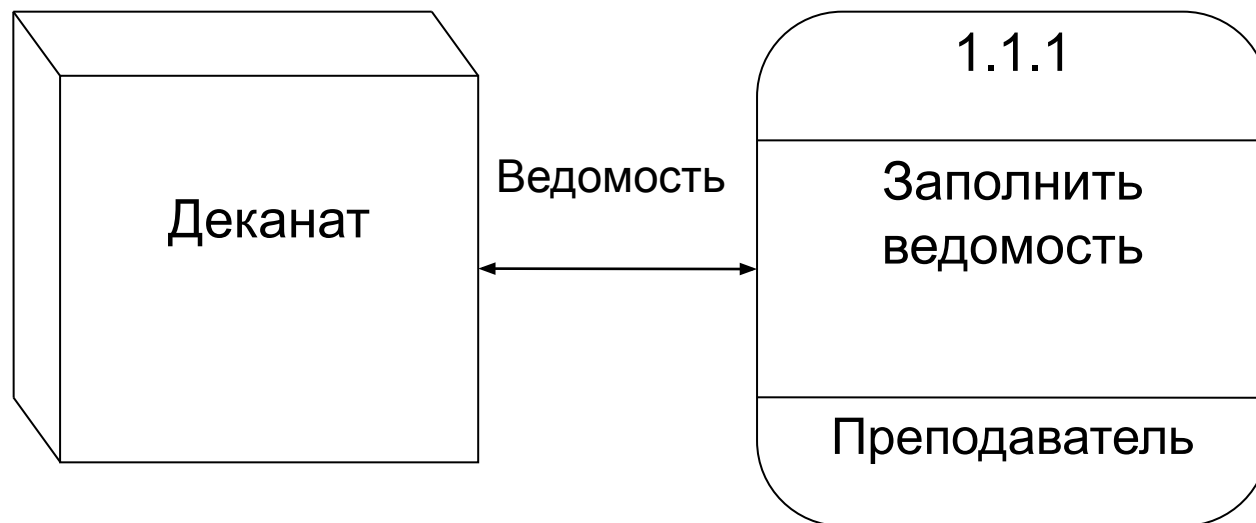 Деканат
Ведомость
1.1.1
Заполнить
ведомость
Преподаватель